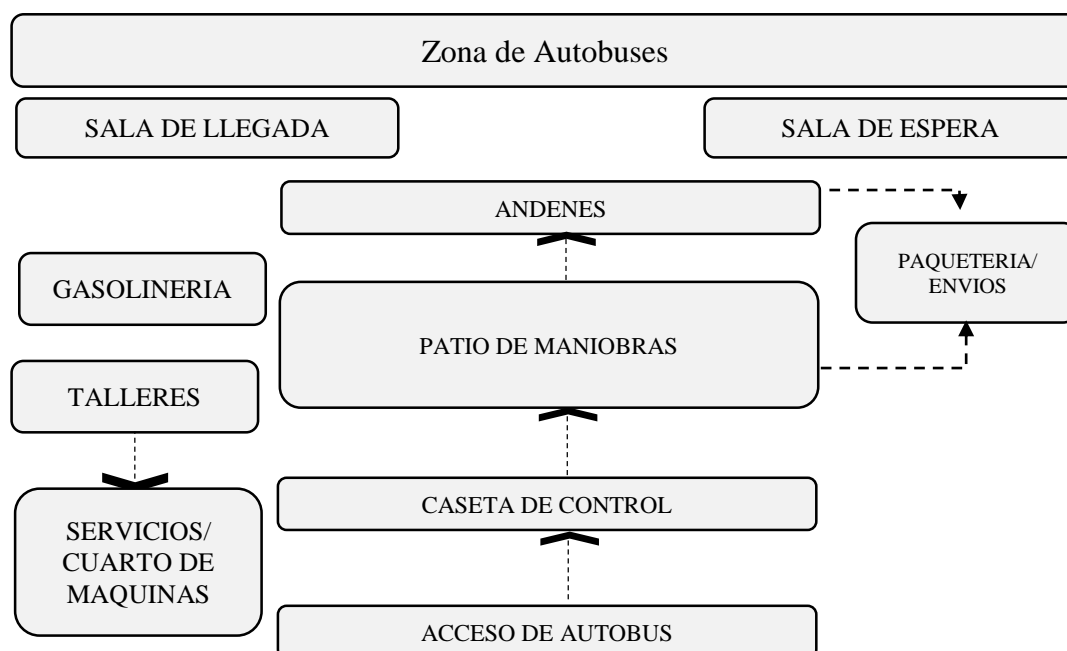 Zona de Autobuses
SALA DE LLEGADA
SALA DE ESPERA
ANDENES
PAQUETERIA/
ENVIOS
GASOLINERIA
PATIO DE MANIOBRAS
TALLERES
CASETA DE CONTROL
SERVICIOS/
CUARTO DE
MAQUINAS
ACCESO DE AUTOBUS